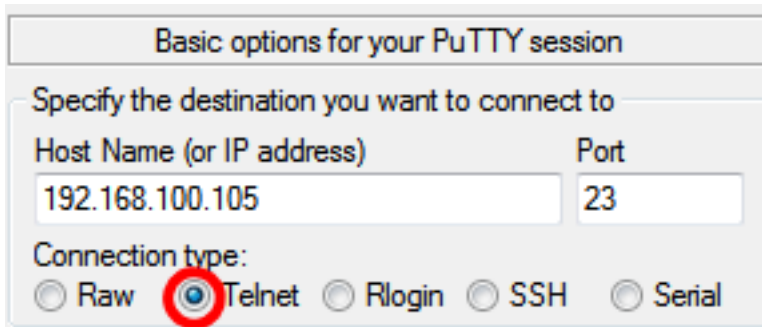 Basic options for your PuTTY session
Specify the destination you want to connect to
Host Name (or IP address) Port
192.168.100.105 23
Connection type:
Raw Telnet Rlogin SSH Serial